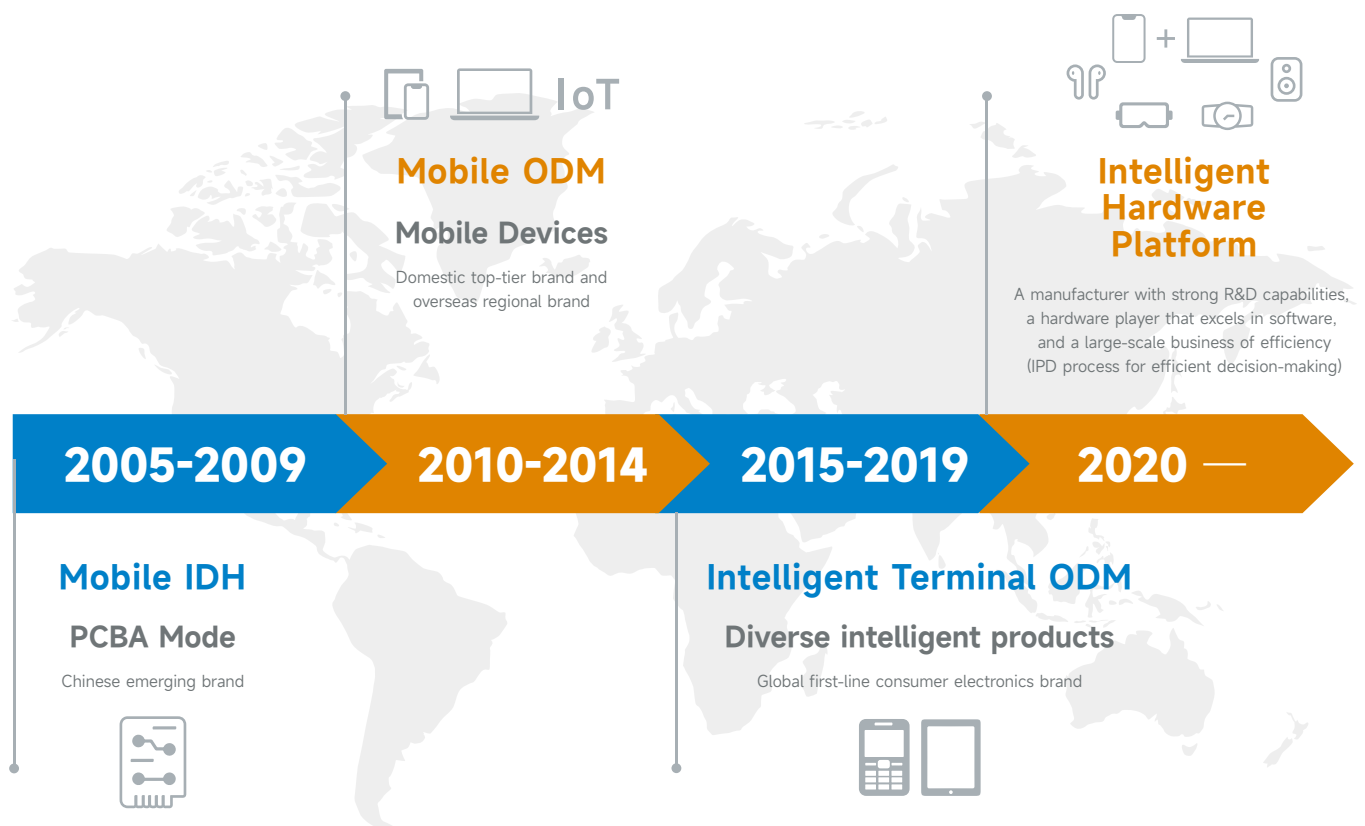 IoT
Mobile ODM
Mobile Devices
Domestic top-tier brand and
overseas regional brand
Intelligent
Hardware
Platform
A manufacturer with strong R&D capabilities,
a hardware player that excels in software,
and a large-scale business of efficiency
(IPD process for efficient decision-making)
2005-2009
2010-2014
2015-2019
2020 —
Mobile IDH
PCBA Mode
Chinese emerging brand
Intelligent Terminal ODM
Diverse intelligent products
Global first-line consumer electronics brand